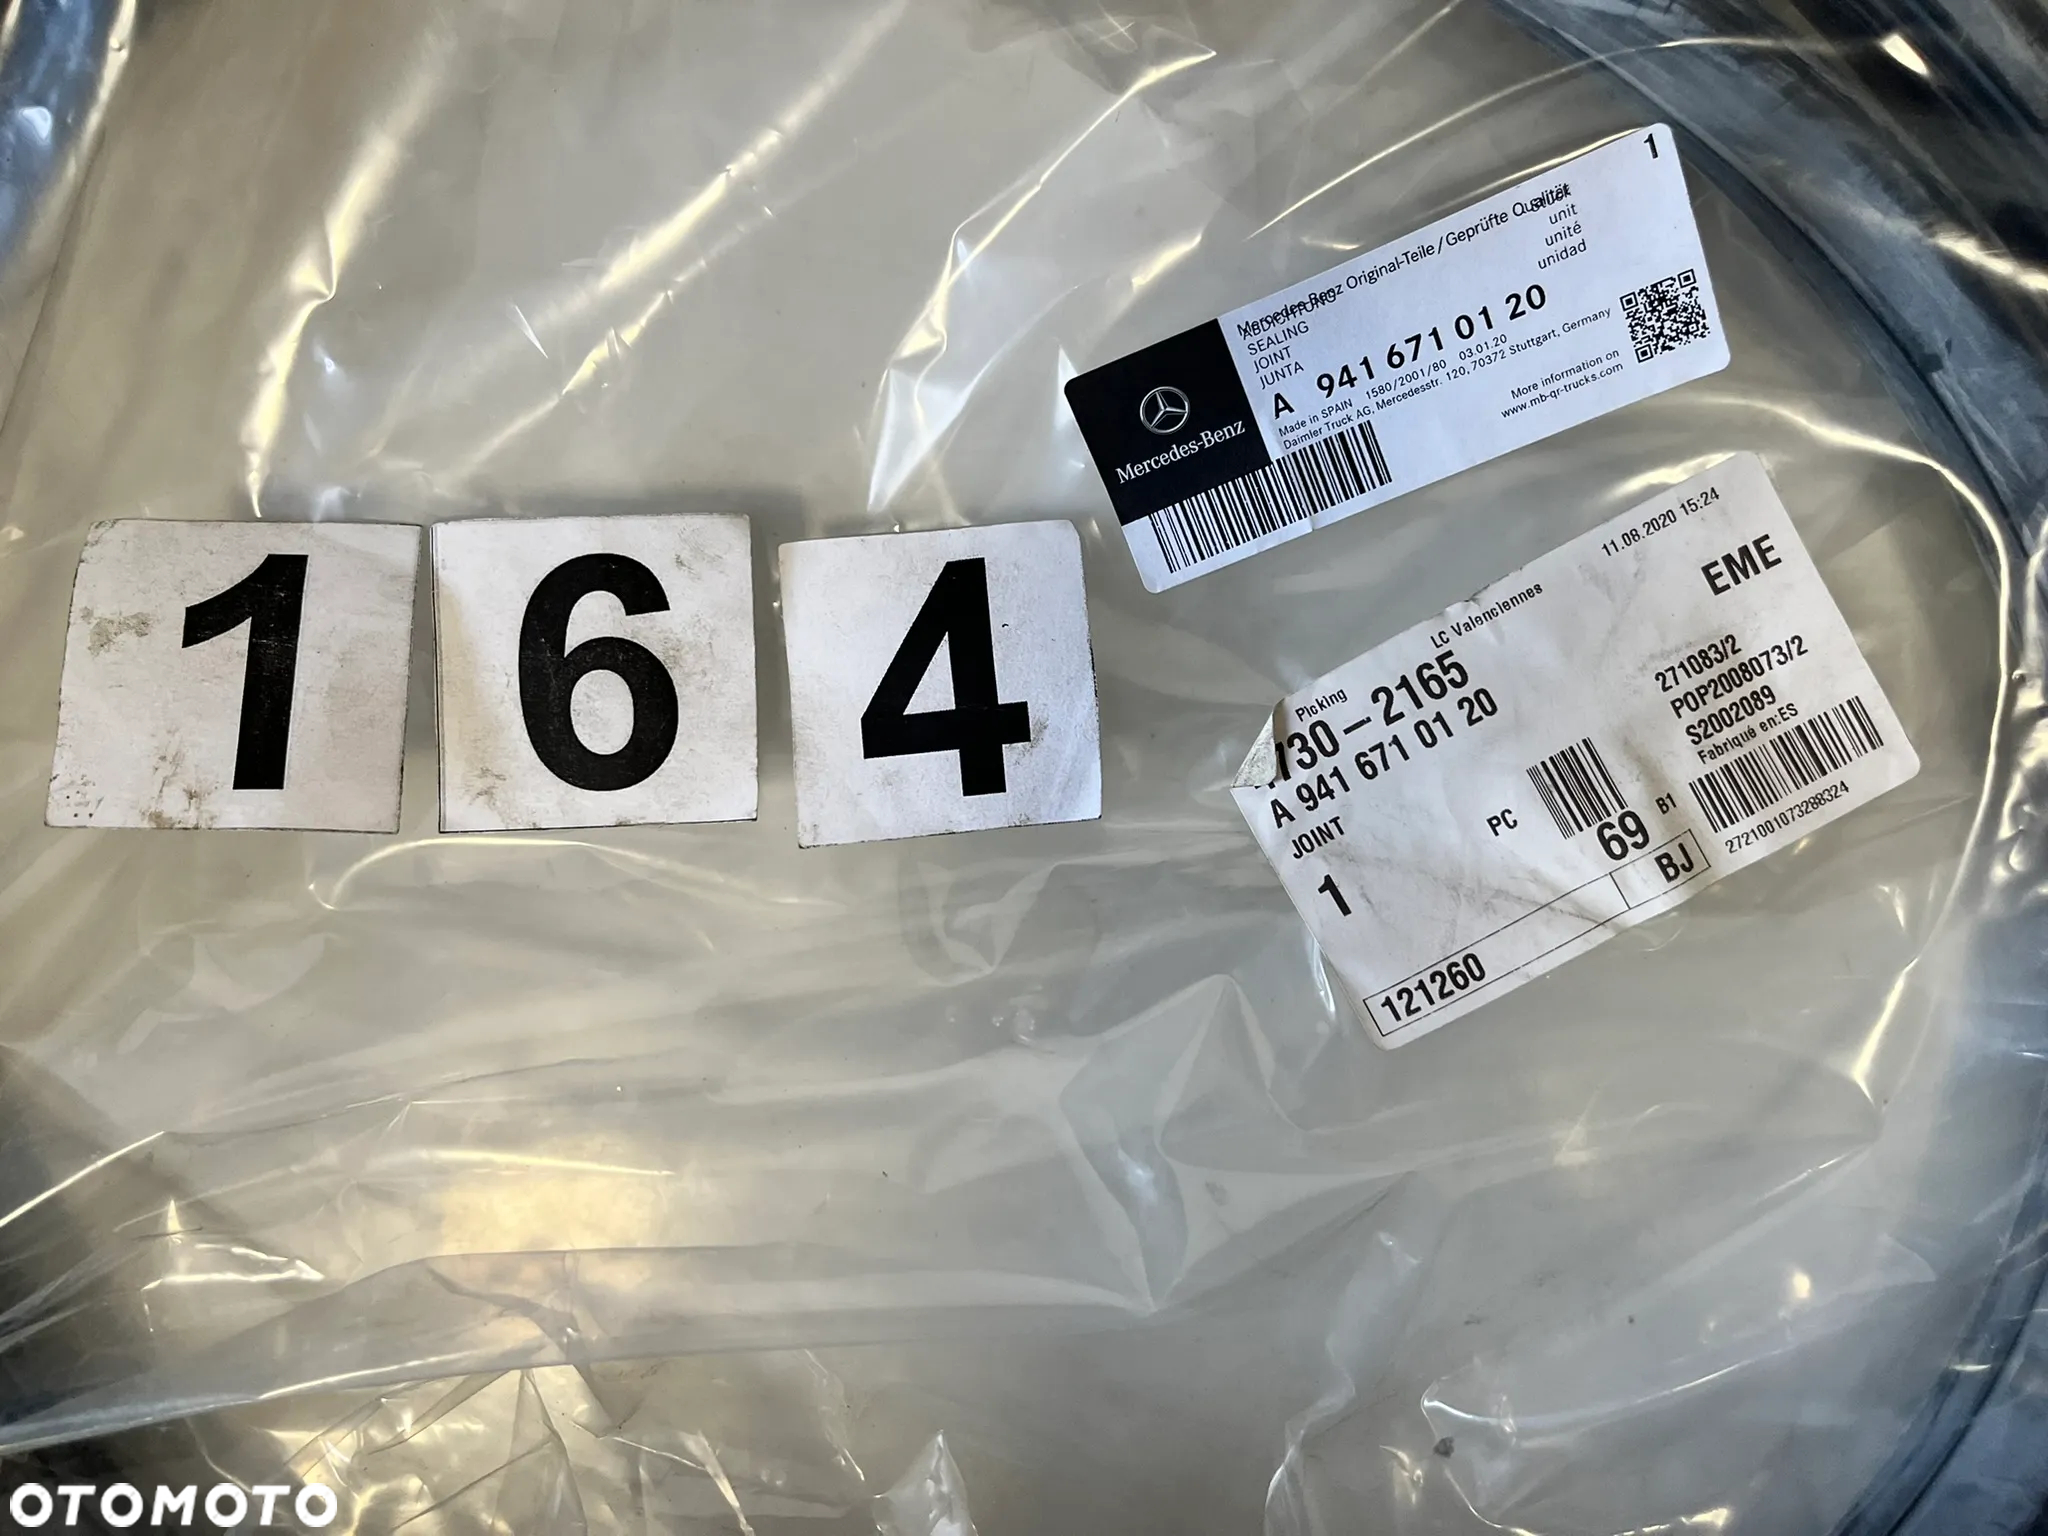 1 6 4
1
Mercedes-Benz Original-Teile / Geprüfte Qualität
ABDICHTUNG
SEALING
JOINT
JUNTA
Stück
unit
unité
unidad
A 941 671 01 20
Made in SPAIN 1580/2001/80 03.01.20
Daimler Truck AG, Mercedesstr. 120, 70372 Stuttgart, Germany
More information on
www.mb-qr-trucks.com
Mercedes-Benz
11.08.2020 15:24
LC Valenciennes
EME
Picking
730-2165
A 941 671 01 20
JOINT
1
PC
69
B1
BJ
121260
271083/2
POP2008073/2
S2002089
Fabriqué en:ES
2721001073288324
OTOMOTO